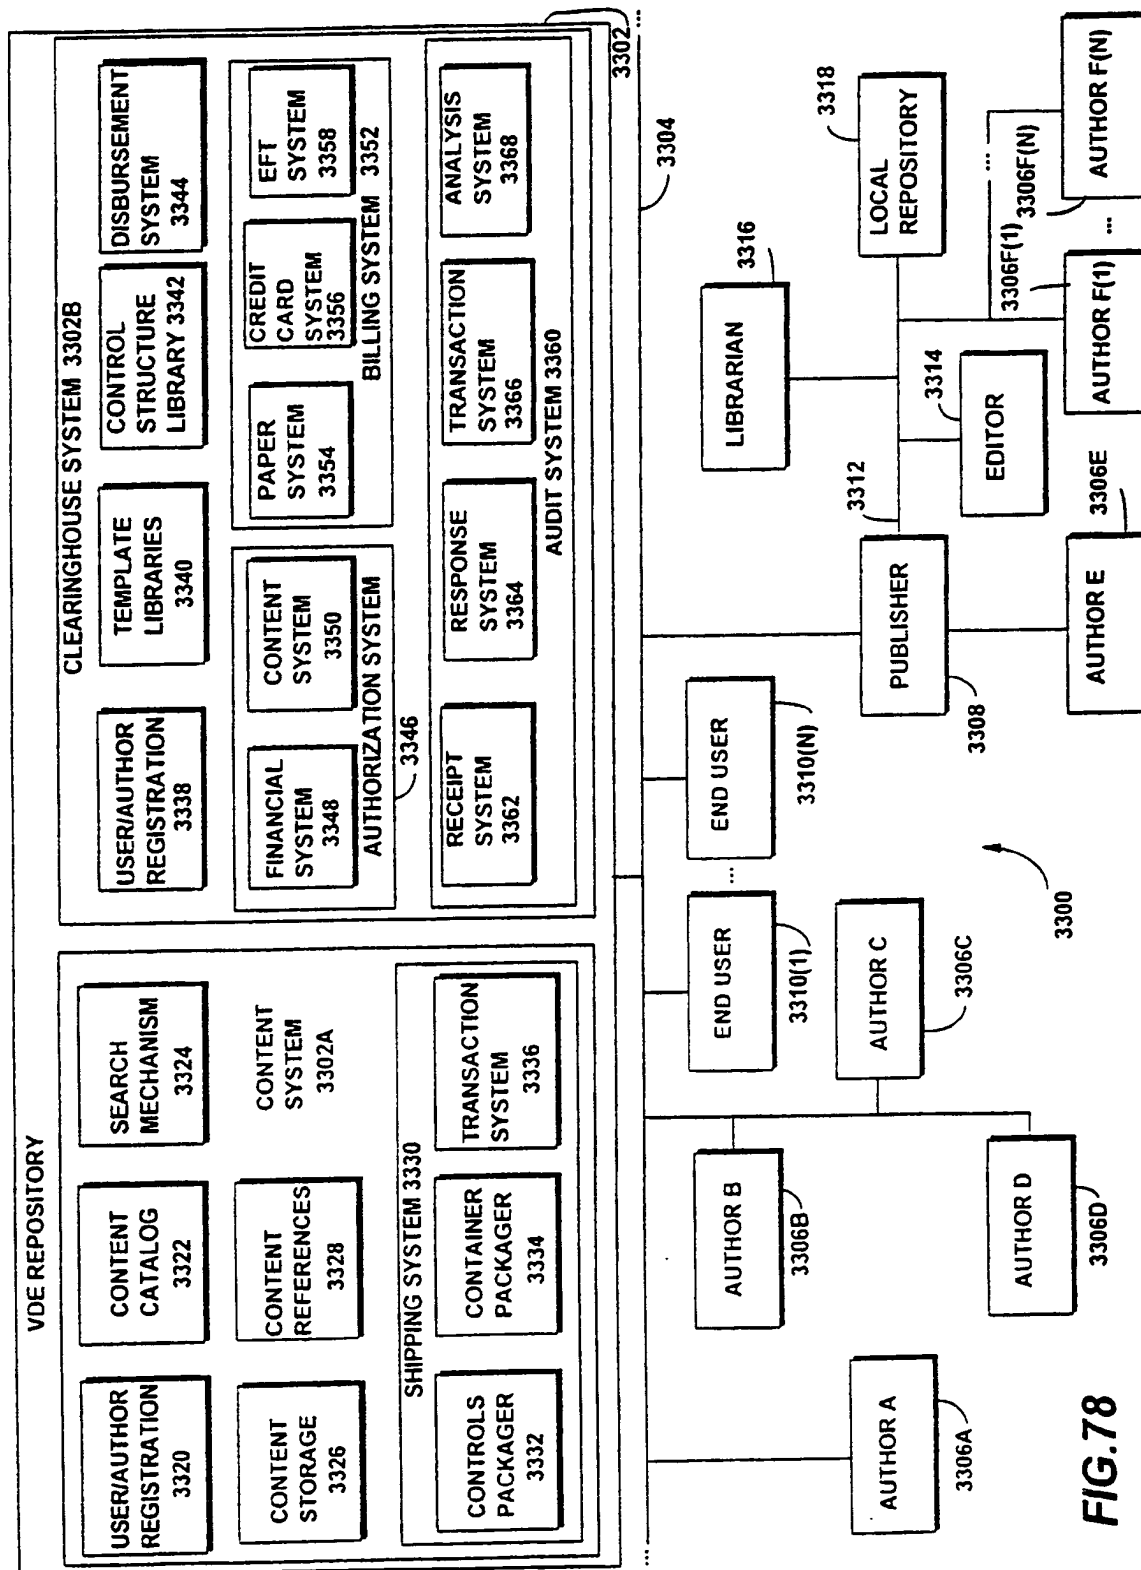 VDE REPOSITORY
3302
USER/AUTHOR
REGISTRATION
3320
CONTENT
CATALOG
3322
SEARCH
MECHANISM
3324
CONTENT
STORAGE
3326
CONTENT
REFERENCES
3328
CONTENT
SYSTEM
3302A
SHIPPING SYSTEM 3330
CONTROLS
PACKAGER
3332
CONTAINER
PACKAGER
3334
TRANSACTION
SYSTEM
3336
CLEARINGHOUSE SYSTEM 3302B
USER/AUTHOR
REGISTRATION
3338
TEMPLATE
LIBRARIES
3340
CONTROL
STRUCTURE
LIBRARY 3342
DISBURSEMENT
SYSTEM
3344
FINANCIAL
SYSTEM
3348
CONTENT
SYSTEM
3350
AUTHORIZATION SYSTEM
3346
PAPER
SYSTEM
3354
CREDIT
CARD
SYSTEM
3356
EFT
SYSTEM
3358
BILLING SYSTEM 3352
RECEIPT
SYSTEM
3362
RESPONSE
SYSTEM
3364
TRANSACTION
SYSTEM
3366
ANALYSIS
SYSTEM
3368
AUDIT SYSTEM 3360
...
...
3304
AUTHOR A
3306A
AUTHOR B
3306B
AUTHOR C
3306C
AUTHOR D
3306D
END USER
3310(1)
...
END USER
3310(N)
3300
PUBLISHER
3308
3312
AUTHOR E
3306E
EDITOR
3314
LIBRARIAN
3316
LOCAL
REPOSITORY
3318
AUTHOR F(1)
3306F(1)
...
...
AUTHOR F(N)
3306F(N)
FIG.78